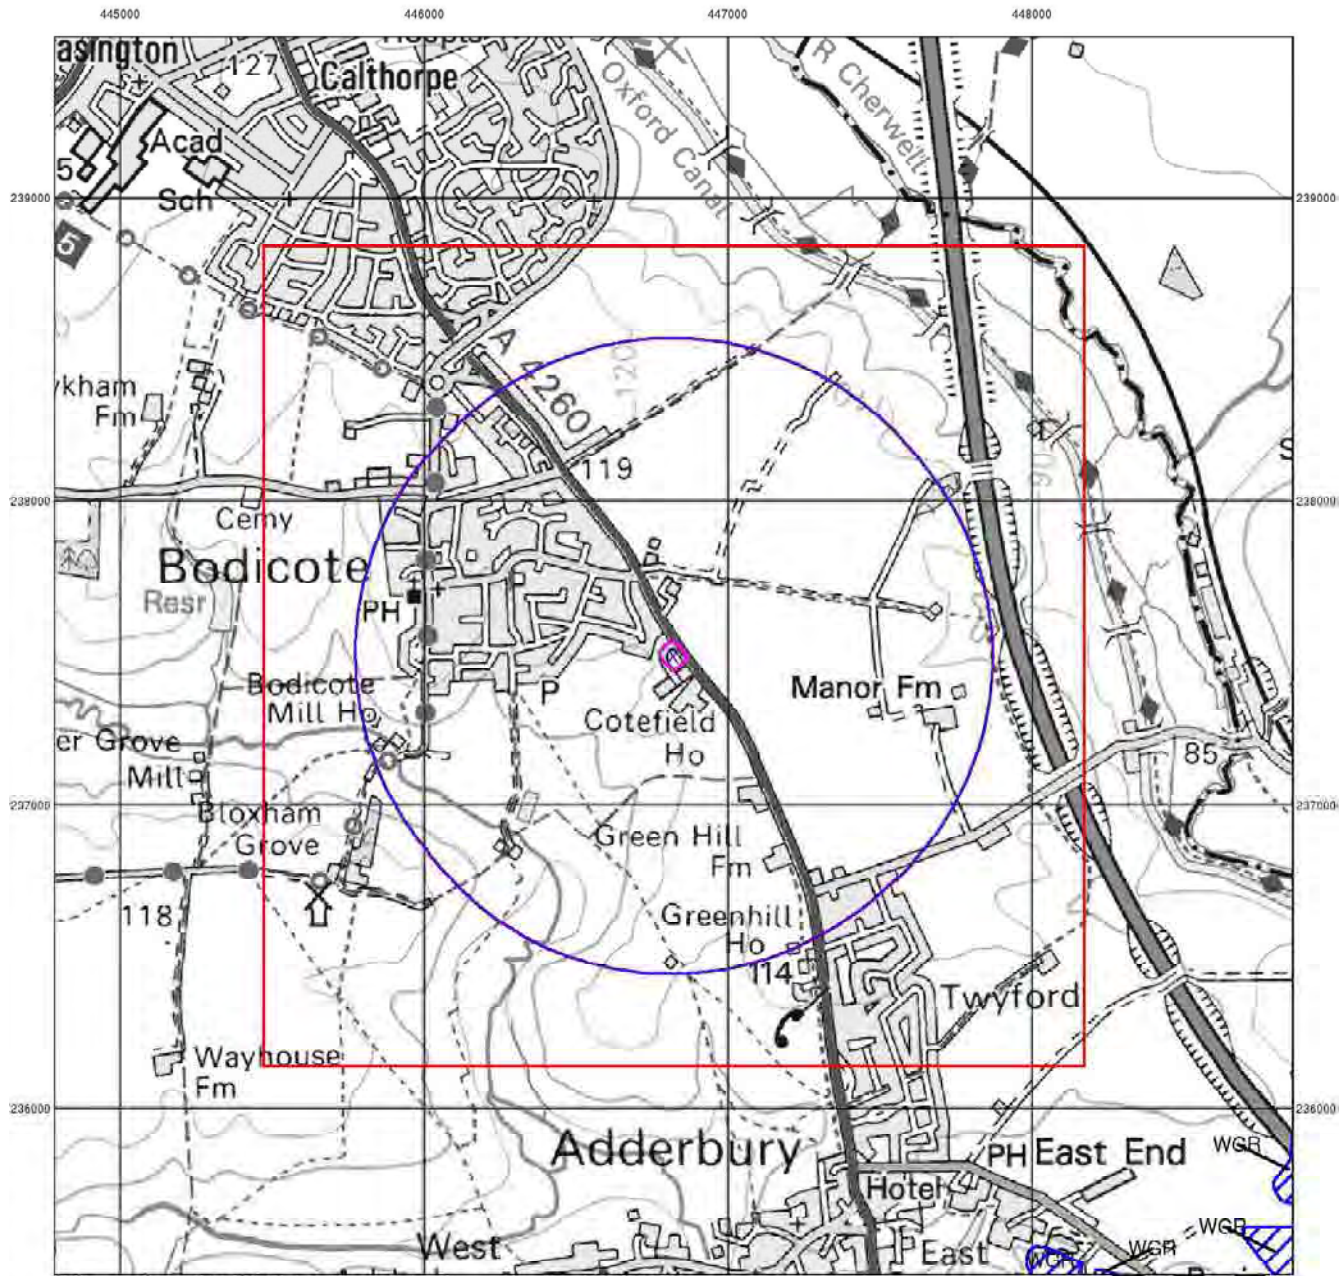 445000 446000 447000 448000
asington
127
Calthorpe
R Cherwell
Oxford Canal
Acad
5
Sch
239000 239000
5
A 4260
120
ykham
Fm
119
90
238000 238000
Cemy
Bodicote
Resr
PH
Bodicote
Mill Ho
P
Manor Fm
Cotefield
Ho
er Grove
Mill
85
237000 237000
Bloxham
Grove
Green Hill
Fm
118
Greenhill
Ho
114
Twyford
Wayhouse
Fm
236000 236000
Adderbury
PH East End
WGR
Hotel
West
P
East
WGR
WGR
WGR